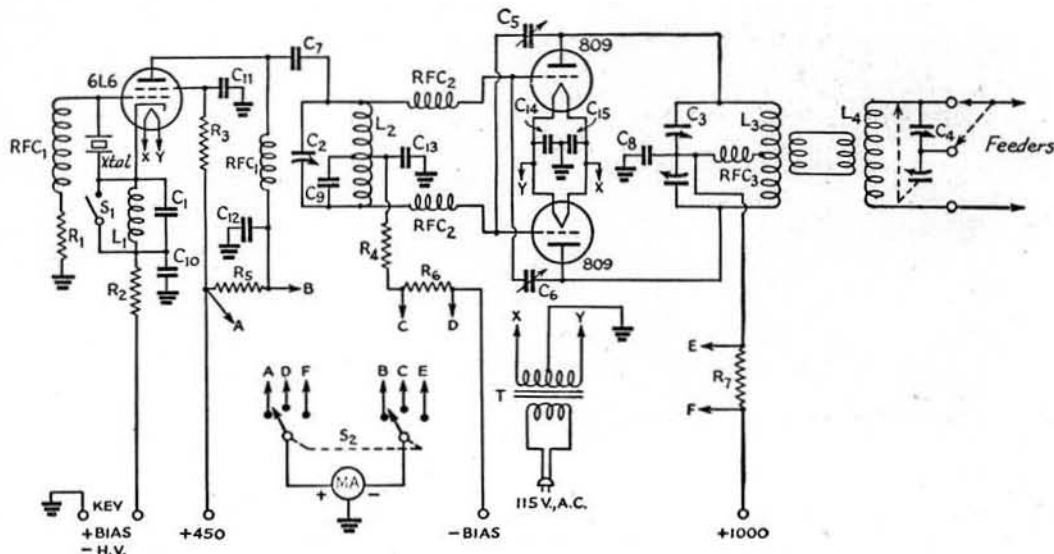 C5
809
C7
6L6
C11
RFC2
C14
C15
R3
L2
C3
L3
L4
C4
RFC1
Xtal
X Y
RFC1
C2
C13
C8
RFC3
Feeders
S1
C1
C9
Y
X
L1
C12
RFC2
R1
C10
R4
809
R2
R5
B
R6
C6
A
C
D
X
Y
E
A D F
B C E
R7
T
F
S2
+ MA -
115 V., A.C.
KEY
+BIAS
- H.V.
+450
-BIAS
+1000